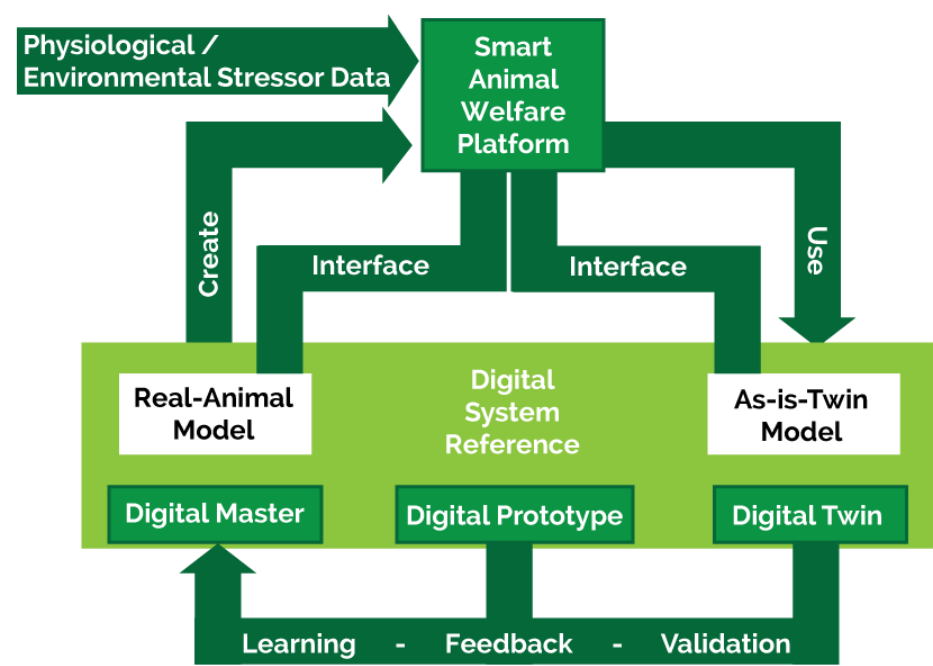 Physiological /
Environmental Stressor Data
Smart
Animal
Welfare
Platform
Create
Interface
Interface
Use
Real-Animal
Model
Digital
System
Reference
As-is-Twin
Model
Digital Master
Digital Prototype
Digital Twin
Learning - Feedback - Validation